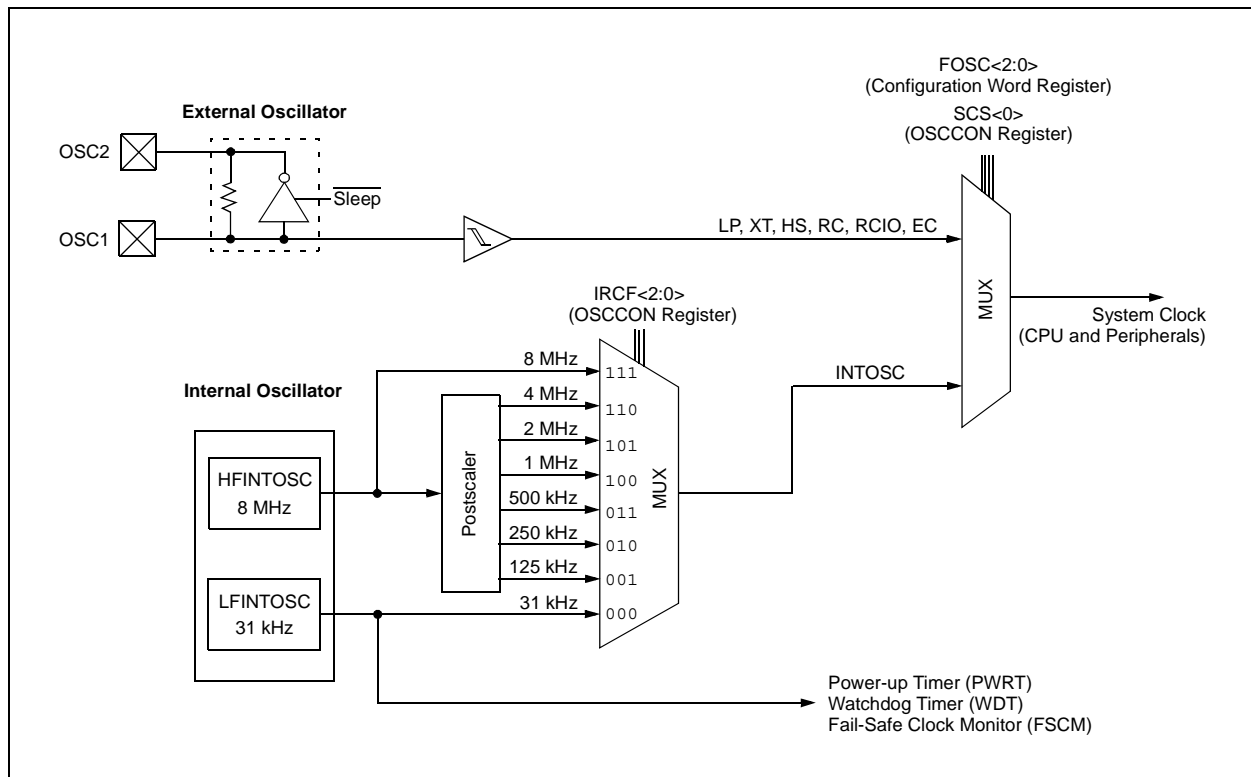 FOSC<2:0>
(Configuration Word Register)
SCS<0>
(OSCCON Register)
External Oscillator
OSC2
Sleep
OSC1
LP, XT, HS, RC, RCIO, EC
MUX
System Clock
(CPU and Peripherals)
IRCF<2:0>
(OSCCON Register)
Internal Oscillator
HFINTOSC
8 MHz
LFINTOSC
31 kHz
Postscaler
8 MHz
4 MHz
2 MHz
1 MHz
500 kHz
250 kHz
125 kHz
31 kHz
111
110
101
100
011
010
001
000
MUX
INTOSC
Power-up Timer (PWRT)
Watchdog Timer (WDT)
Fail-Safe Clock Monitor (FSCM)